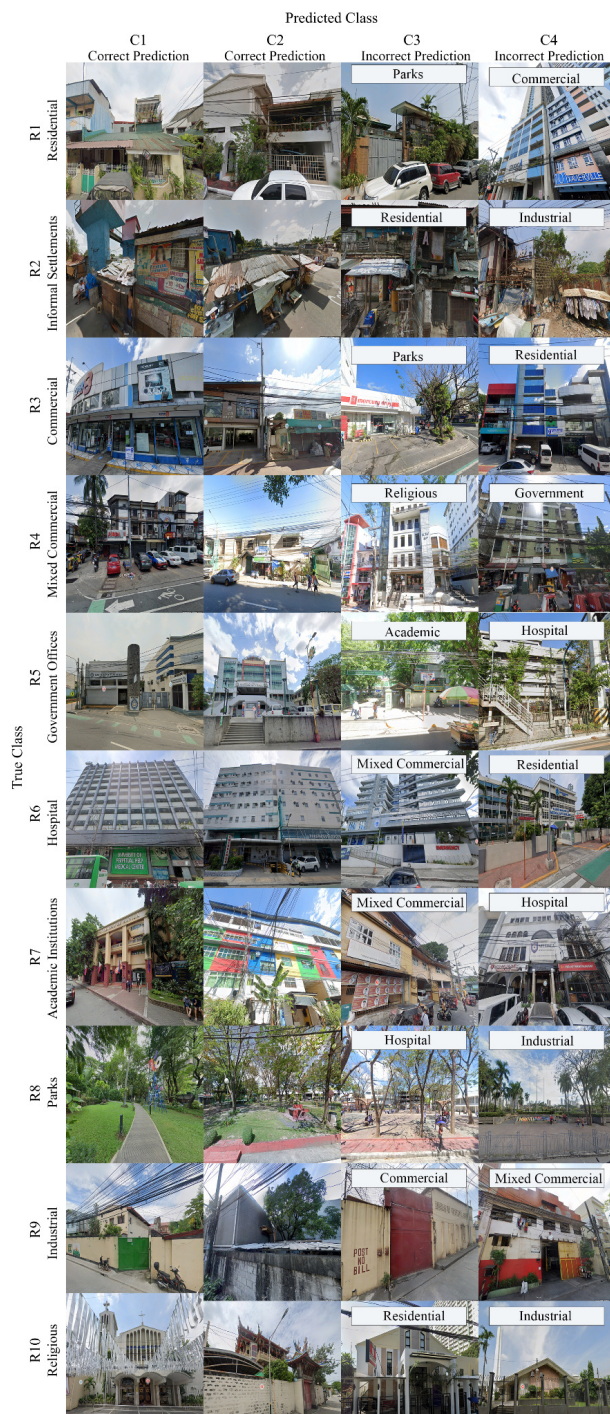 Predicted Class
C1
Correct Prediction
C2
Correct Prediction
C3
Incorrect Prediction
C4
Incorrect Prediction
True Class
R1
Residential
Parks
Commercial
R2
Informal Settlements
Residential
Industrial
R3
Commercial
Parks
Residential
R4
Mixed Commercial
Religious
Government
R5
Government Offices
Academic
Hospital
R6
Hospital
Mixed Commercial
Residential
R7
Academic Institutions
Mixed Commercial
Hospital
R8
Parks
Hospital
Industrial
R9
Industrial
Commercial
POST
NO
BILL
Mixed Commercial
R10
Religious
Residential
Industrial